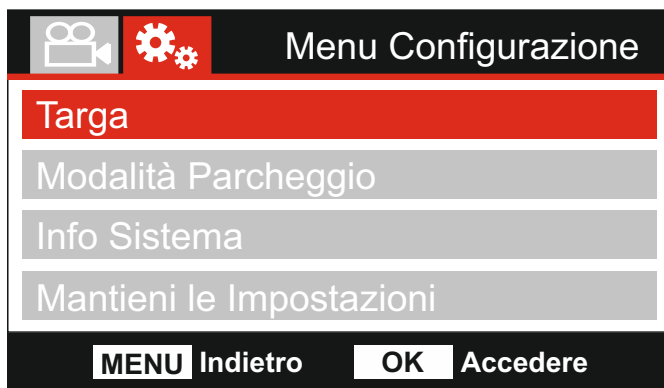 Menu Configurazione
Targa
Modalità Parcheggio
Info Sistema
Mantieni le Impostazioni
MENU Indietro OK Accedere